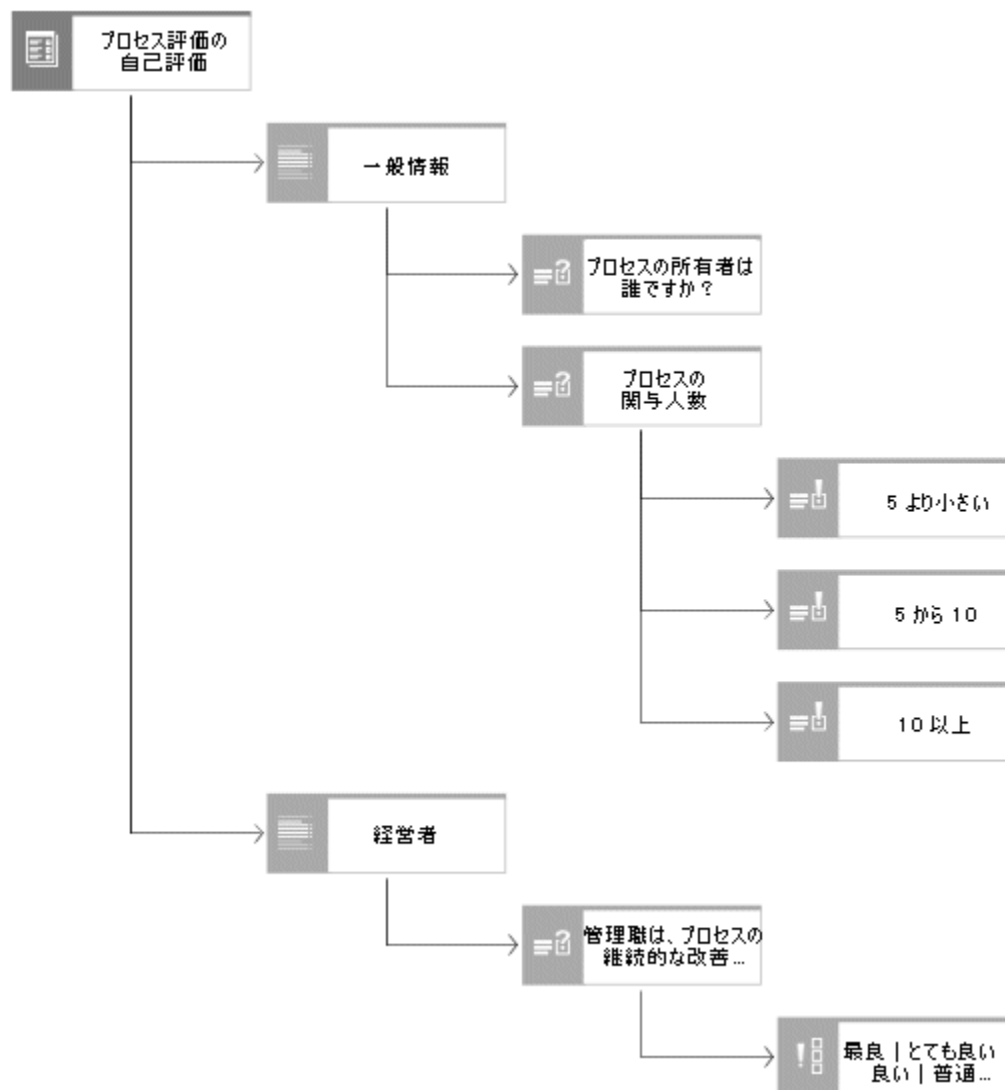 プロセス評価の
自己評価
一般情報
プロセスの所有者は
誰ですか？
プロセスの
関与人数
5 より小さい
5 から 10
10 以上
経営者
管理職は、プロセスの
継続的な改善...
最良 | とても良い
良い | 普通...